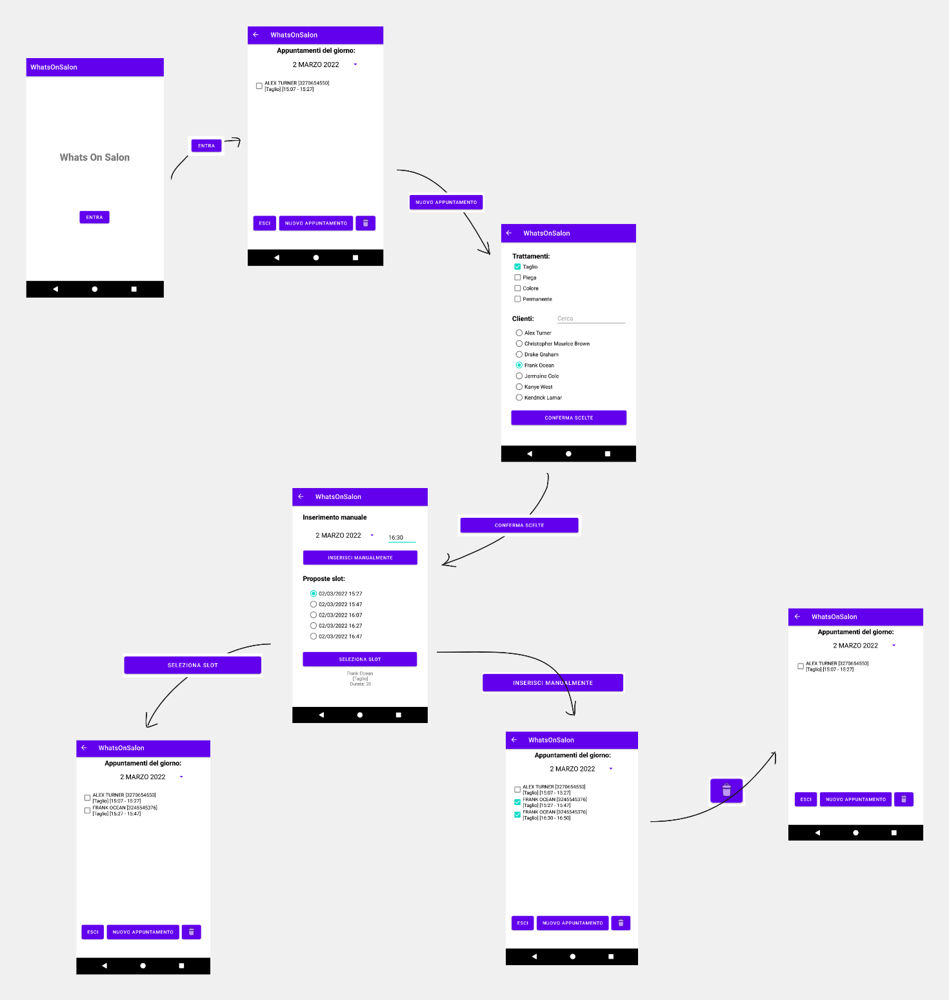 WhatsOnSalon
Whats On Salon
ENTRA
ENTRA
WhatsOnSalon
Appuntamenti del giorno:
2 MARZO 2022
ALEX TURNER [3270654550]
[Taglio] [15:07 - 15:27]
ESCI
NUOVO APPUNTAMENTO
NUOVO APPUNTAMENTO
WhatsOnSalon
Trattamenti:
Taglio
Piega
Colore
Permanente
Clienti:
Cerca
Alex Turner
Christopher Maurice Brown
Drake Graham
Frank Ocean
Jermaine Cole
Kanye West
Kendrick Lamar
CONFERMA SCELTE
CONFERMA SCELTE
WhatsOnSalon
Inserimento manuale
2 MARZO 2022
16:30
INSERISCI MANUALMENTE
Proposte slot:
02/03/2022 15:27
02/03/2022 15:47
02/03/2022 16:07
02/03/2022 16:27
02/03/2022 16:47
SELEZIONA SLOT
Frank Ocean
[Taglio]
Durata: 20
SELEZIONA SLOT
INSERISCI MANUALMENTE
WhatsOnSalon
Appuntamenti del giorno:
2 MARZO 2022
ALEX TURNER [3270654550]
[Taglio] [15:07 - 15:27]
FRANK OCEAN [3245545376]
[Taglio] [15:27 - 15:47]
ESCI
NUOVO APPUNTAMENTO
WhatsOnSalon
Appuntamenti del giorno:
2 MARZO 2022
ALEX TURNER [3270654550]
[Taglio] [15:07 - 15:27]
FRANK OCEAN [3245545376]
[Taglio] [15:27 - 15:47]
FRANK OCEAN [3245545376]
[Taglio] [16:30 - 16:50]
ESCI
NUOVO APPUNTAMENTO
WhatsOnSalon
Appuntamenti del giorno:
2 MARZO 2022
ALEX TURNER [3270654550]
[Taglio] [15:07 - 15:27]
ESCI
NUOVO APPUNTAMENTO